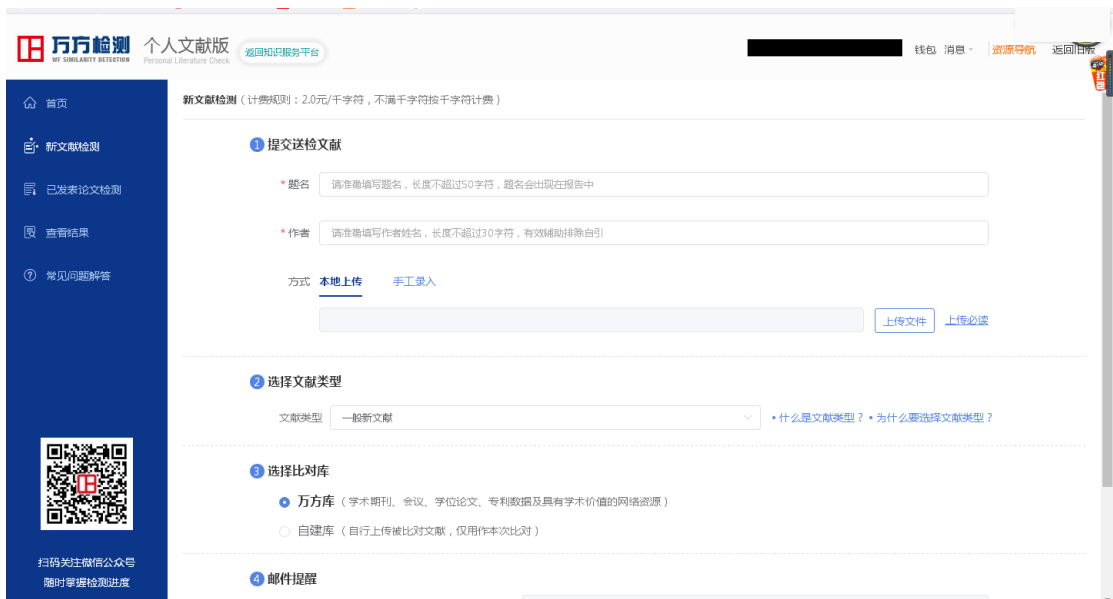 万方检测 个人文献版 返回知识服务平台
WF SIMILARITY DETERTION Personal Literature Check
钱包 消息 资源导航 返回旧版
红包
首页
新文献检测
已发表论文检测
查看结果
常见问题解答
扫码关注微信公众号
随时掌握检测进度
新文献检测 ( 计费规则：2.0元/千字符，不满千字符按千字符计费 )
1 提交送检文献
* 题名 请准确填写题名，长度不超过50字符，题名会出现在报告中
* 作者 请准确填写作者姓名，长度不超过30字符，有效辅助排除自引
方式 本地上传 手工录入
上传文件 上传必读
2 选择文献类型
文献类型 一般新文献 • 什么是文献类型？ • 为什么要选择文献类型？
3 选择比对库
万方库 ( 学术期刊、会议、学位论文、专利数据及具有学术价值的网络资源 )
自建库 ( 自行上传被比对文献，仅用作本次比对 )
4 邮件提醒